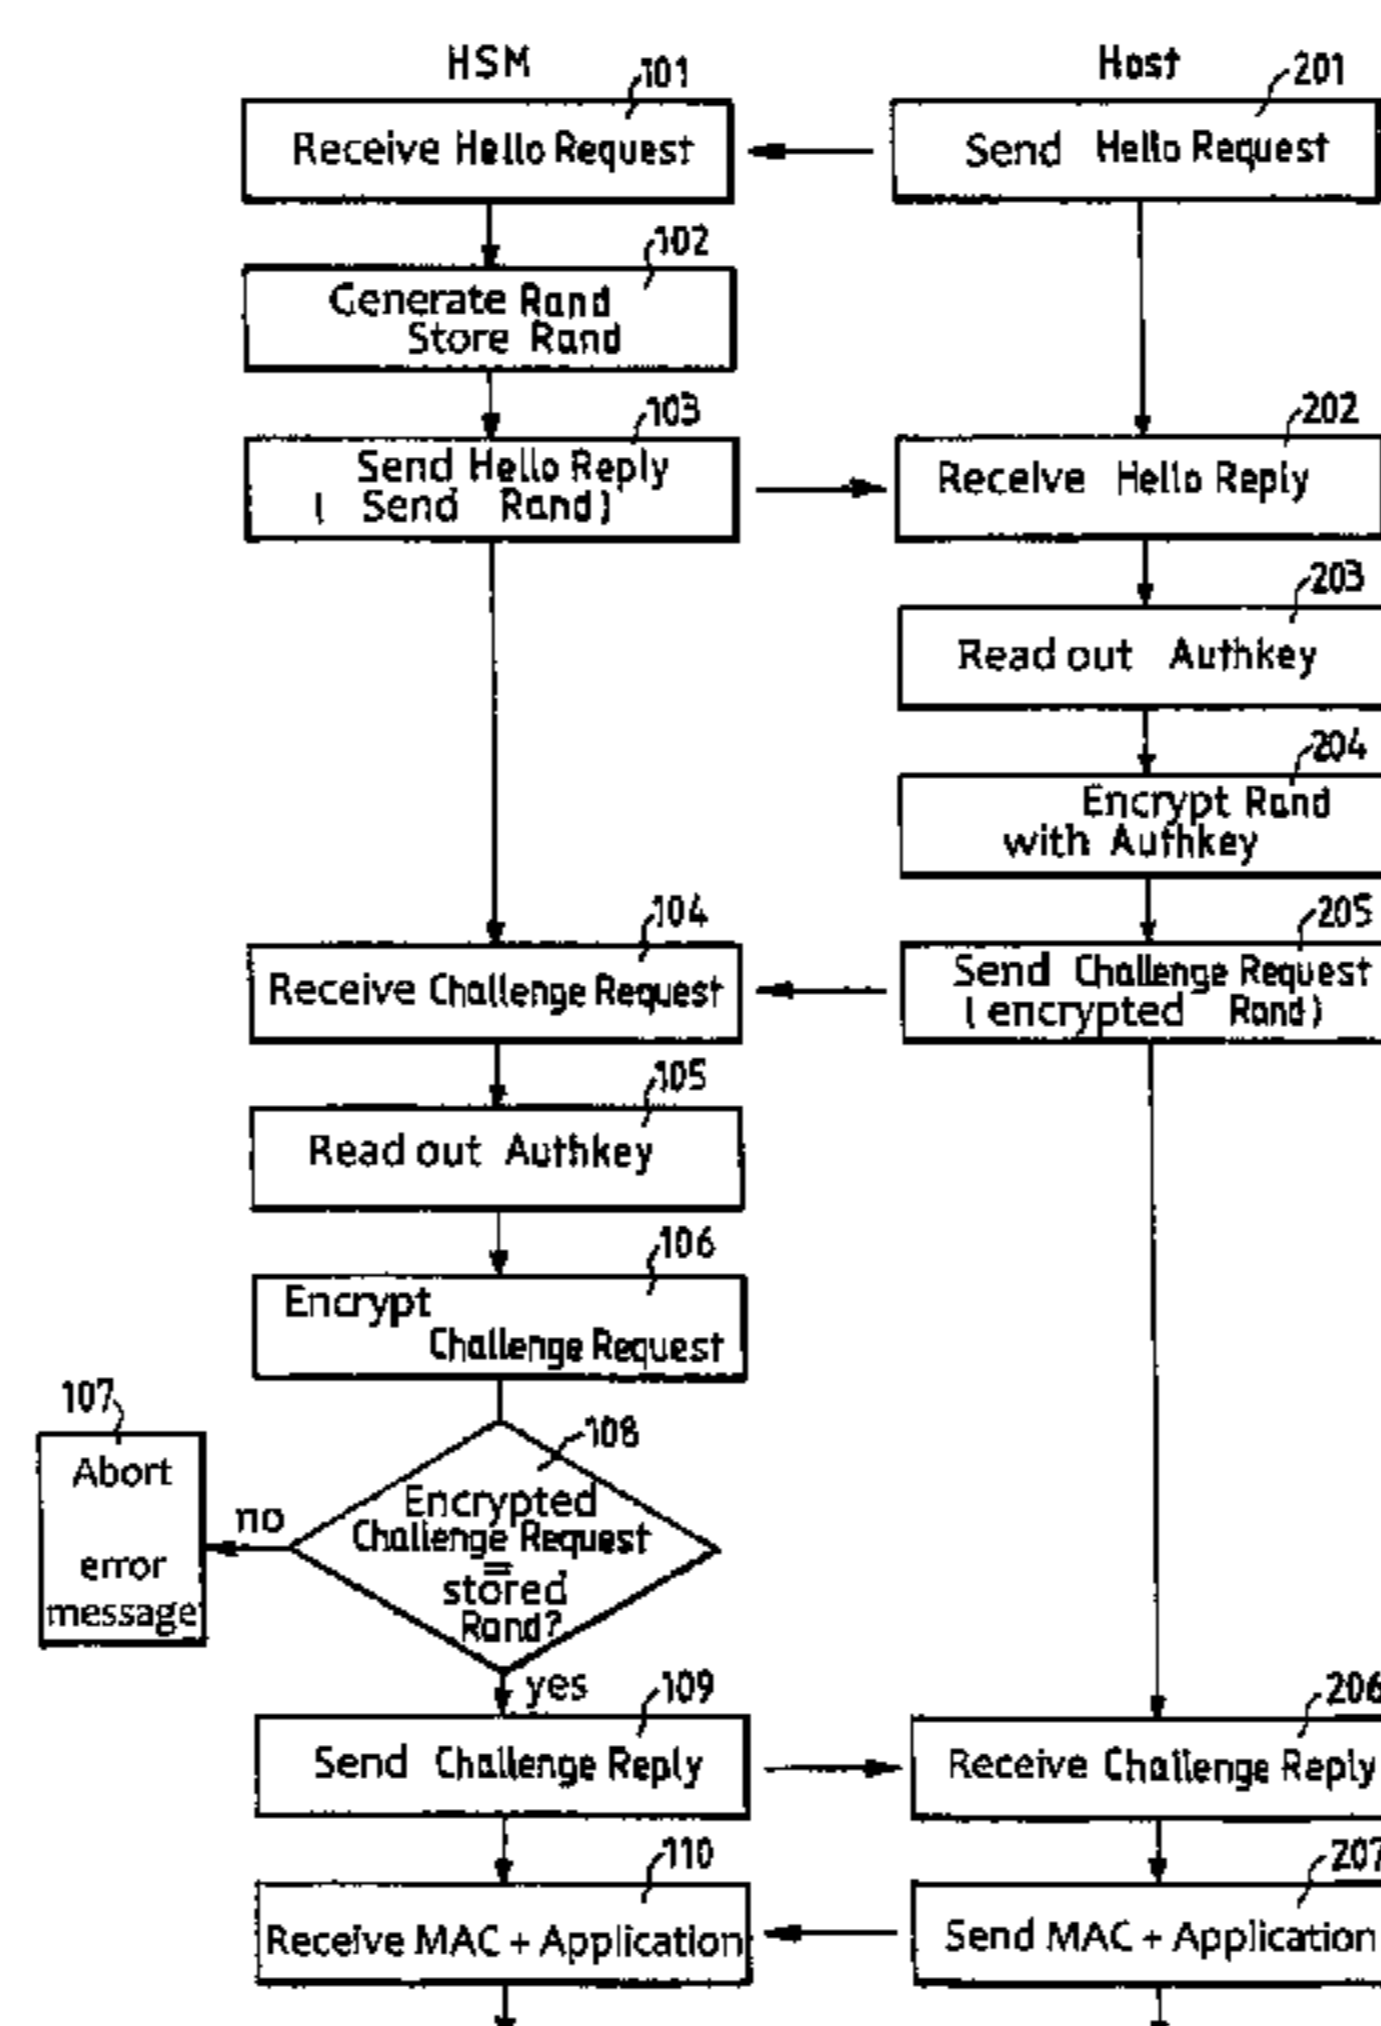 HSM
Host
101
201
Receive Hello Request
Send Hello Request
102
Generate Rand
Store Rand
103
202
Send Hello Reply
( Send Rand)
Receive Hello Reply
203
Read out Authkey
204
Encrypt Rand
with Authkey
104
205
Receive Challenge Request
Send Challenge Request
(encrypted Rand)
105
Read out Authkey
106
Encrypt
Challenge Request
107
Abort
error
message
108
no
Encrypted
Challenge Request
=
stored
Rand?
yes
109
206
Send Challenge Reply
Receive Challenge Reply
110
207
Receive MAC + Application
Send MAC + Application